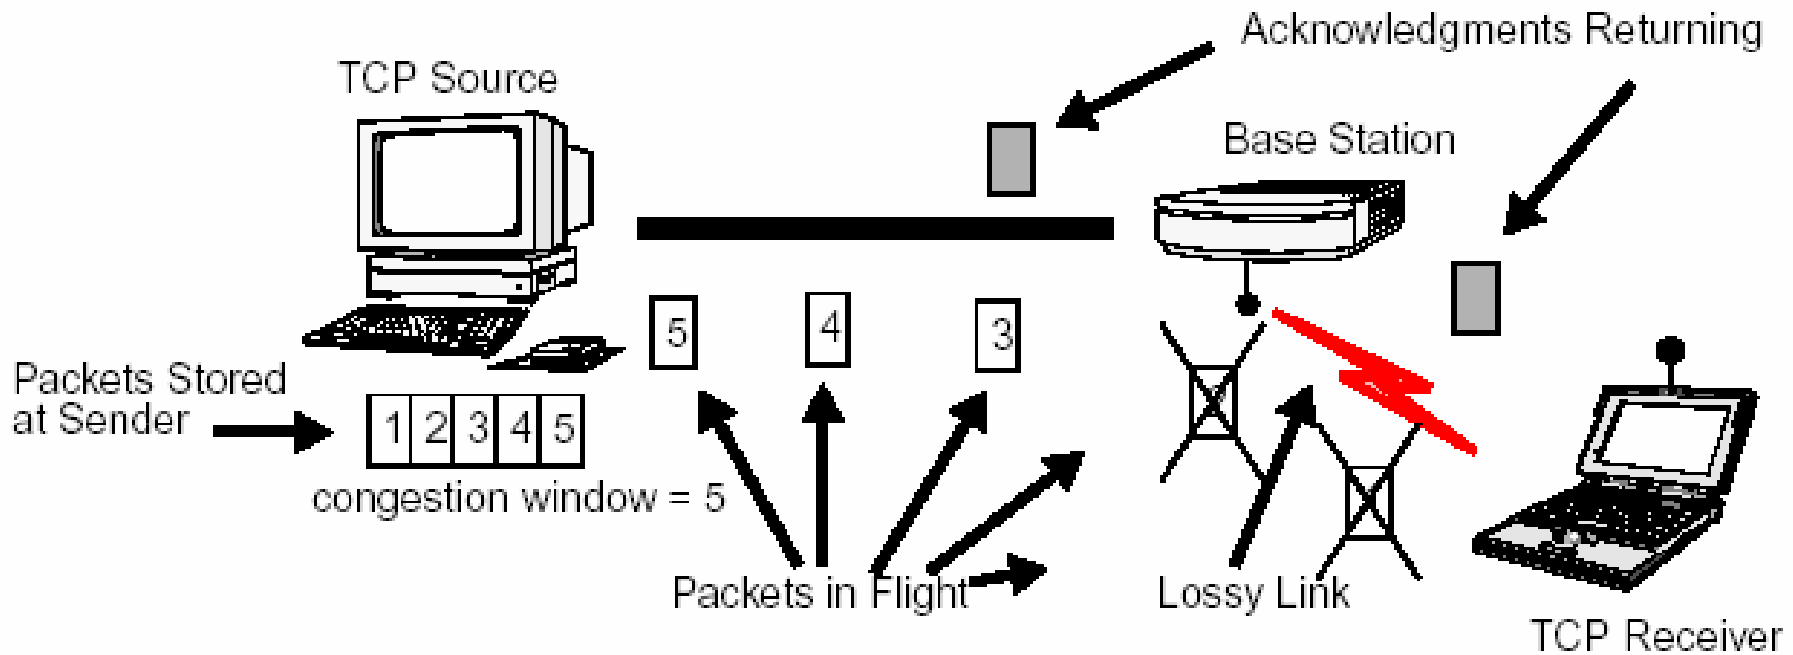 Acknowledgments Returning
TCP Source
Base Station
5
4
3
Packets Stored
at Sender
1 2 3 4 5
congestion window = 5
Packets in Flight
Lossy Link
TCP Receiver